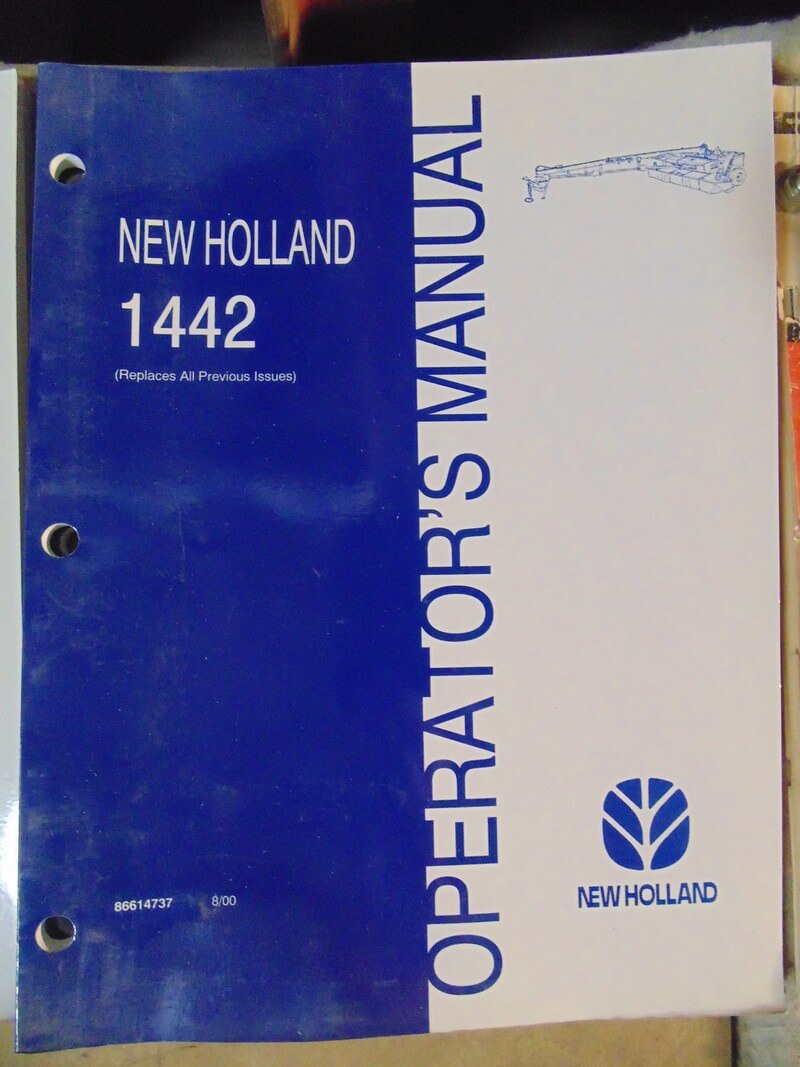 NEW HOLLAND
1442
(Replaces All Previous Issues)
86614737 8/00
OPERATOR'S MANUAL
NEW HOLLAND